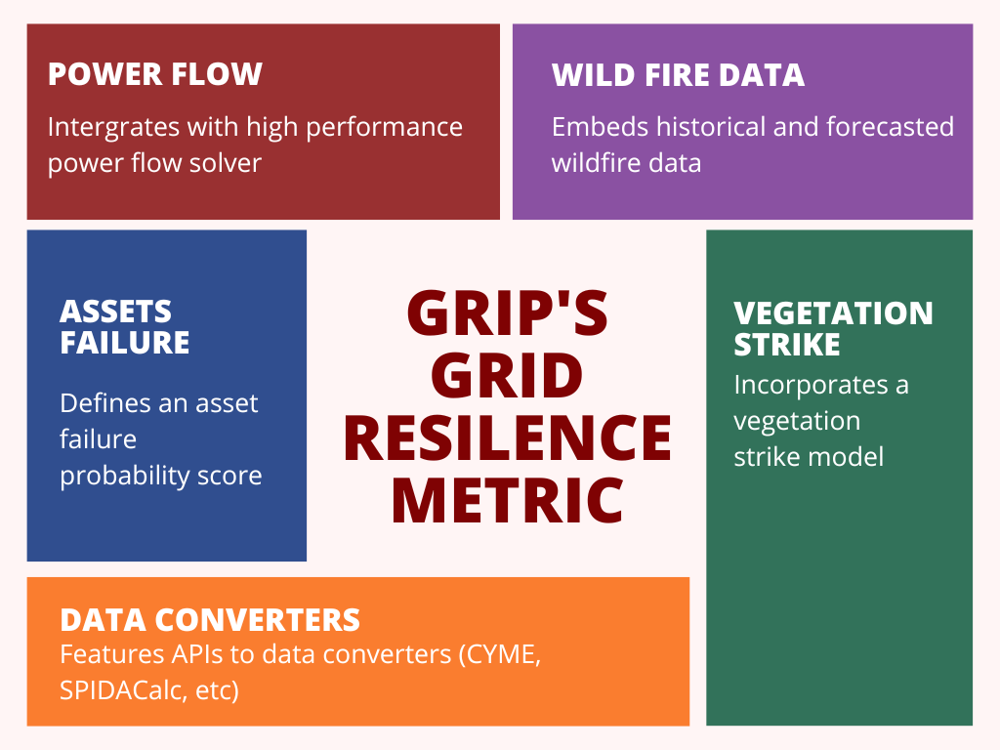 POWER FLOW
Intergrates with high performance
power flow solver
WILD FIRE DATA
Embeds historical and forecasted
wildfire data
ASSETS
FAILURE
Defines an asset
failure
probability score
GRIP'S
GRID
RESILENCE
METRIC
VEGETATION
STRIKE
Incorporates a
vegetation
strike model
DATA CONVERTERS
Features APIs to data converters (CYME,
SPIDACalc, etc)